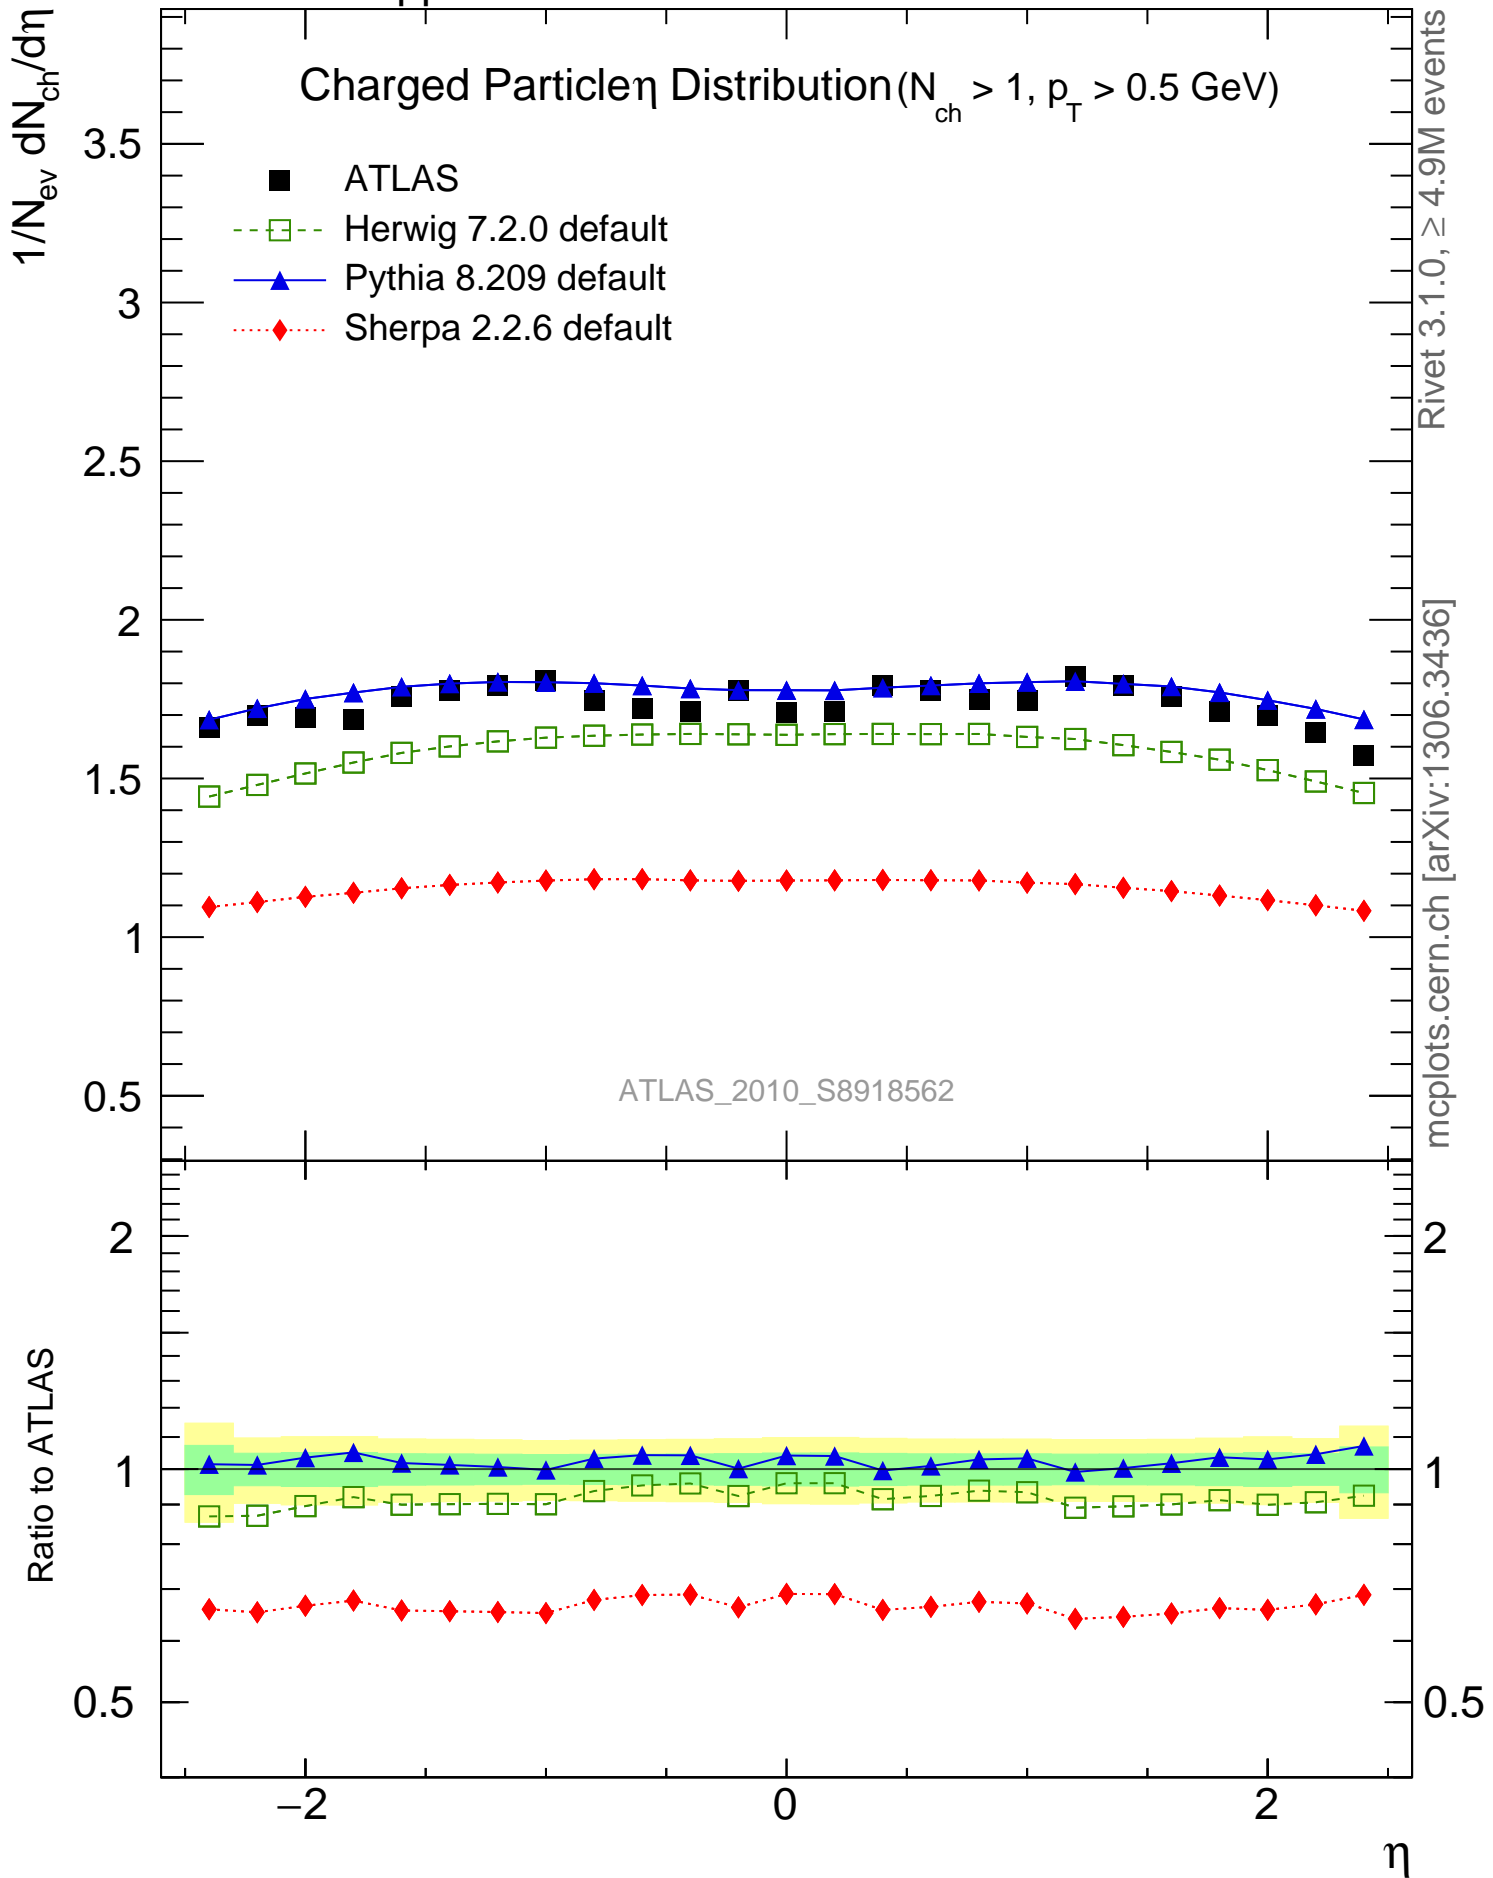 pp
1/N_ev dN_ch/dη
Charged Particleη Distribution (N_ch > 1, p_T > 0.5 GeV)
ATLAS
Herwig 7.2.0 default
Pythia 8.209 default
Sherpa 2.2.6 default
3.5
3
2.5
2
1.5
1
0.5
ATLAS_2010_S8918562
Rivet 3.1.0, ≥ 4.9M events
mcplots.cern.ch [arXiv:1306.3436]
Ratio to ATLAS
2
1
0.5
2
1
0.5
−2
0
2
η